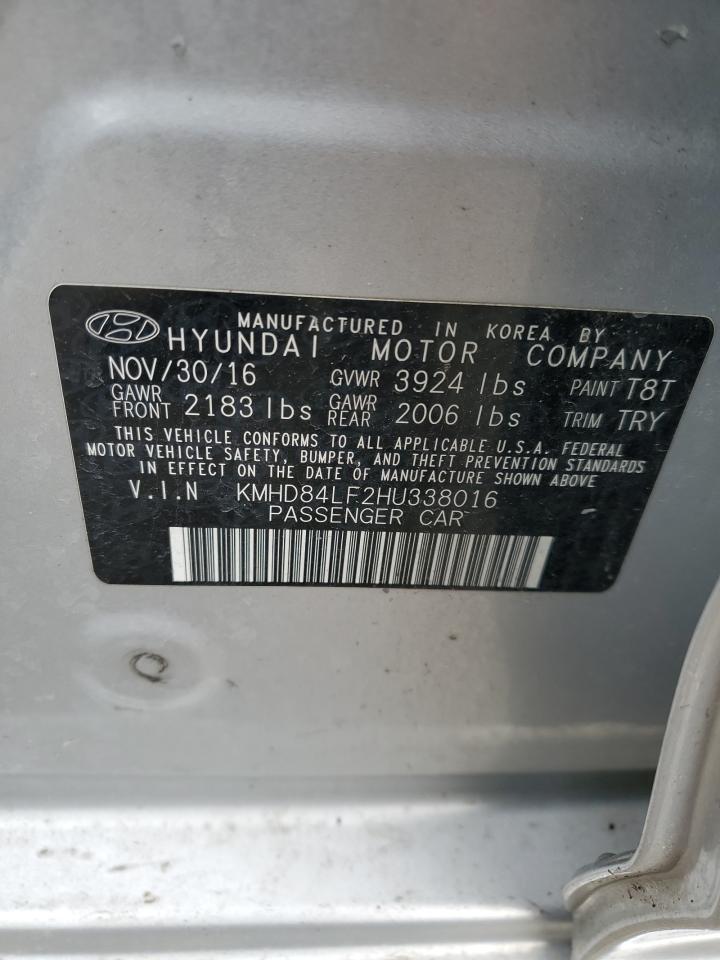 MANUFACTURED IN KOREA BY
HYUNDAI MOTOR COMPANY
NOV/30/16 GVWR 3924 lbs PAINT T8T
GAWR FRONT 2183 lbs GAWR REAR 2006 lbs TRIM TRY
THIS VEHICLE CONFORMS TO ALL APPLICABLE U.S.A. FEDERAL
MOTOR VEHICLE SAFETY, BUMPER, AND THEFT PREVENTION STANDARDS
IN EFFECT ON THE DATE OF MANUFACTURE SHOWN ABOVE
V.I.N KMHD84LF2HU338016
PASSENGER CAR